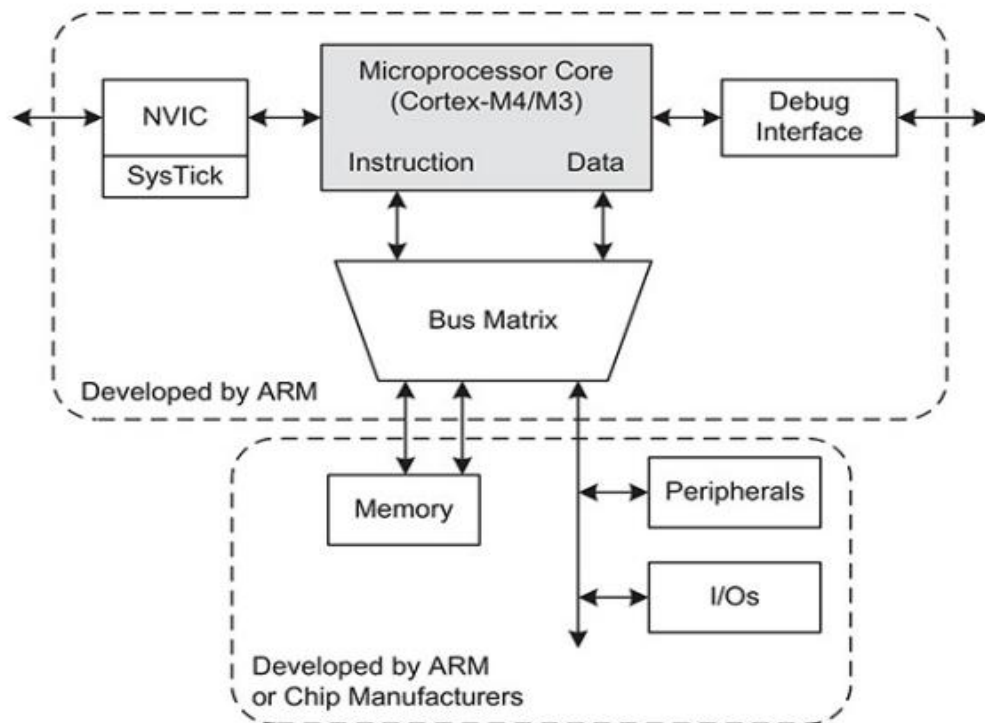 Microprocessor Core
(Cortex-M4/M3)
Instruction Data
NVIC
SysTick
Debug
Interface
Bus Matrix
Developed by ARM
Memory
Peripherals
I/Os
Developed by ARM
or Chip Manufacturers